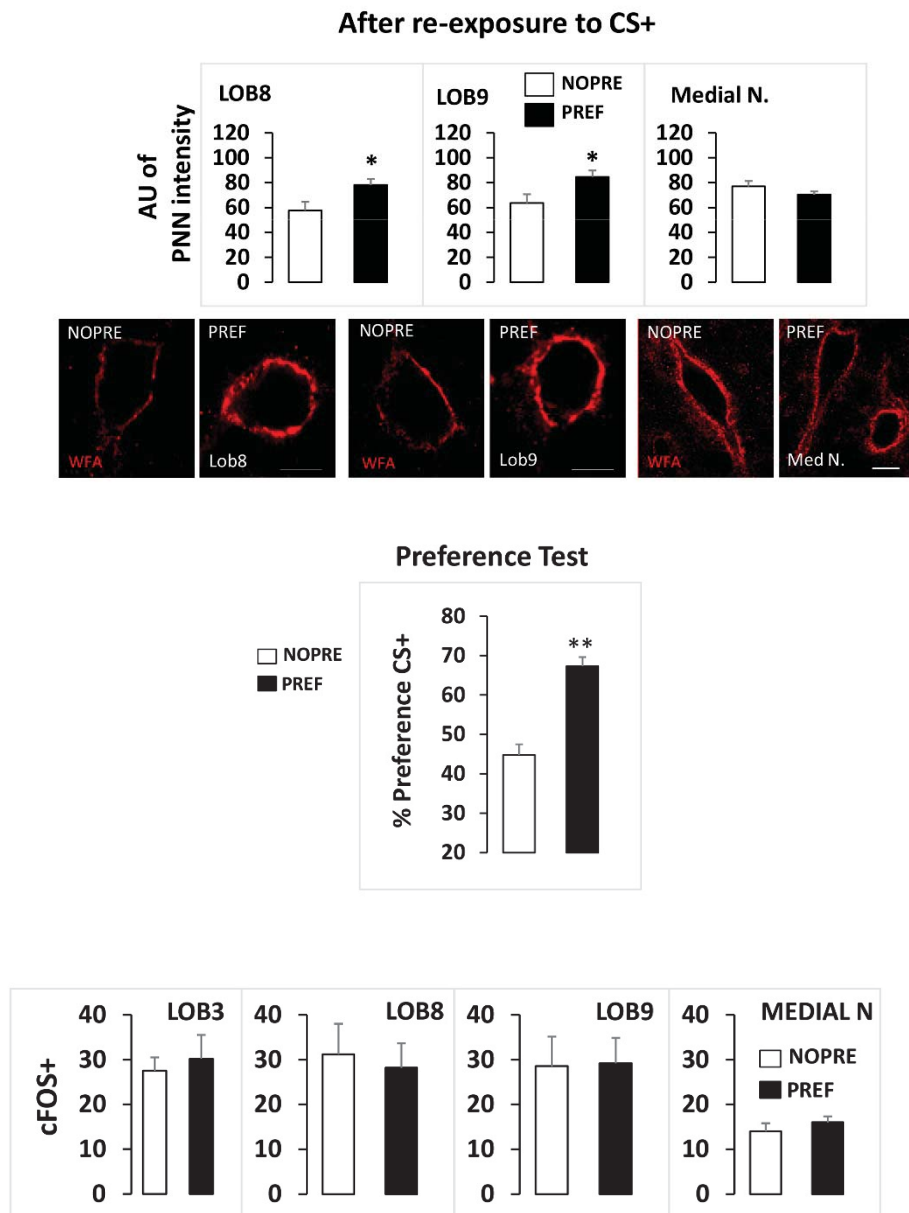 After re-exposure to CS+
LOB8
LOB9
NOPRE
PREF
Medial N.
AU of
PNN intensity
120
100
80
60
40
20
0
*
120
100
80
60
40
20
0
*
120
100
80
60
40
20
0
NOPRE
PREF
NOPRE
PREF
NOPRE
PREF
WFA
Lob8
WFA
Lob9
WFA
Med N.
Preference Test
NOPRE
PREF
% Preference CS+
80
70
60
50
40
30
20
**
cFOS+
LOB3
40
30
20
10
0
LOB8
40
30
20
10
0
LOB9
40
30
20
10
0
MEDIAL N
NOPRE
PREF
40
30
20
10
0